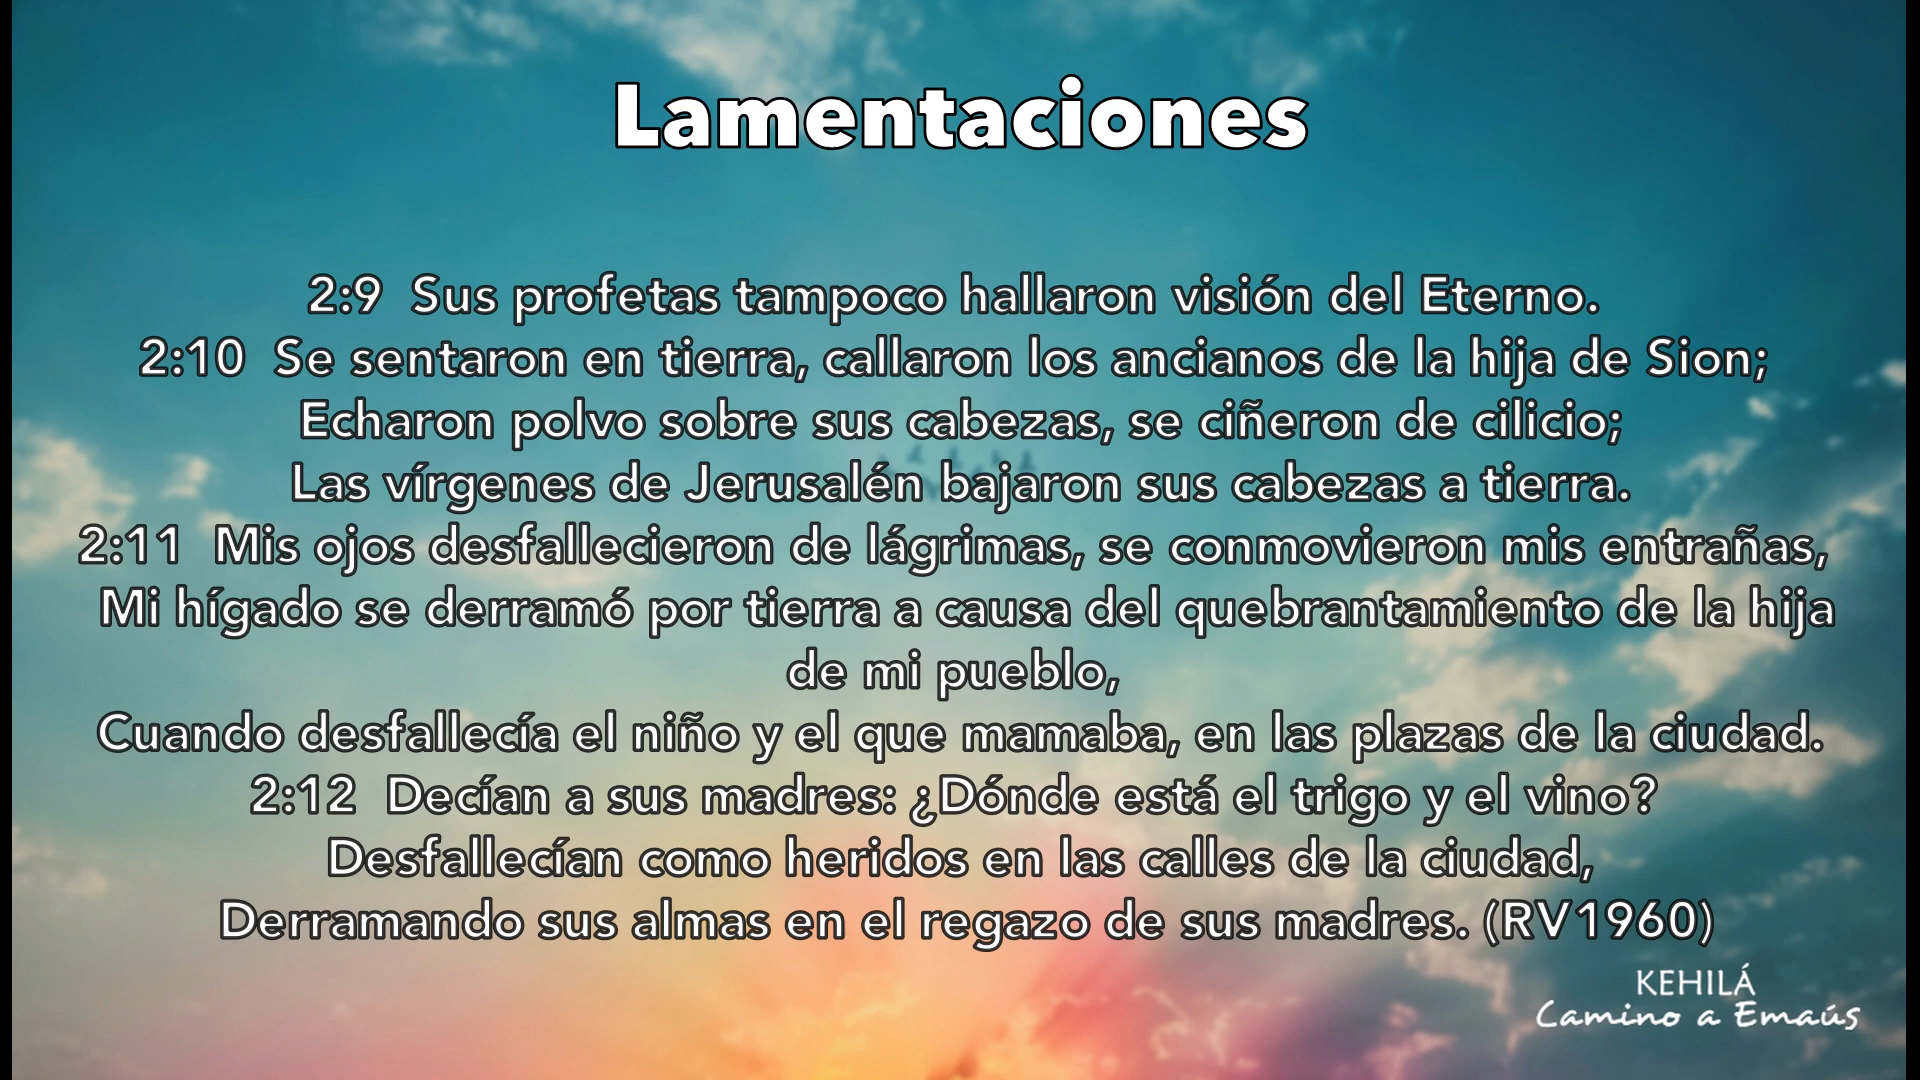 Lamentaciones
2:9 Sus profetas tampoco hallaron visión del Eterno.
2:10 Se sentaron en tierra, callaron los ancianos de la hija de Sion;
Echaron polvo sobre sus cabezas, se ciñeron de cilicio;
Las vírgenes de Jerusalén bajaron sus cabezas a tierra.
2:11 Mis ojos desfallecieron de lágrimas, se conmovieron mis entrañas,
Mi hígado se derramó por tierra a causa del quebrantamiento de la hija
de mi pueblo,
Cuando desfallecía el niño y el que mamaba, en las plazas de la ciudad.
2:12 Decían a sus madres: ¿Dónde está el trigo y el vino?
Desfallecían como heridos en las calles de la ciudad,
Derramando sus almas en el regazo de sus madres. (RV1960)
KEHILÁ
Camino a Emaús